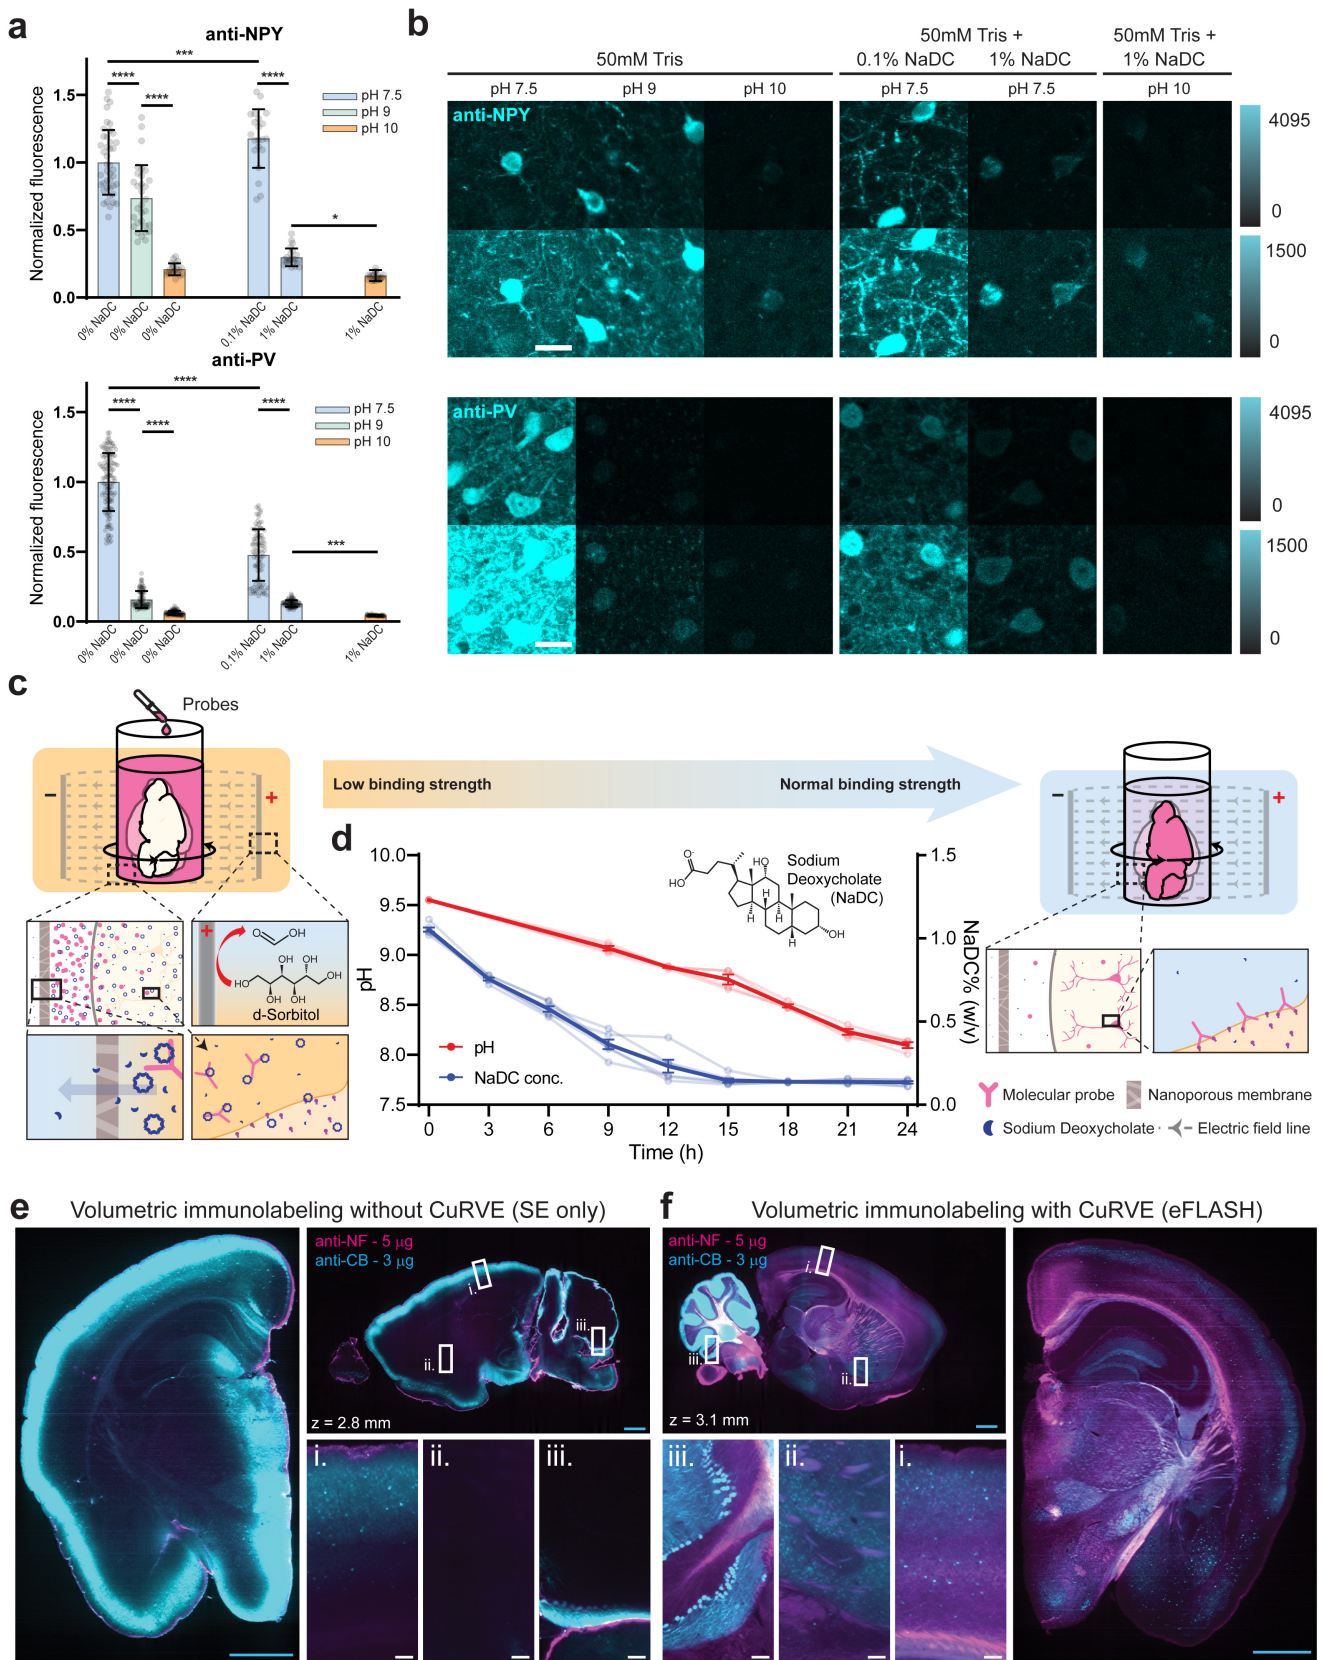 a
anti-NPY
Normalized fluorescence
1.5
1.0
0.5
0.0
***
****
****
****
*
pH 7.5
pH 9
pH 10
0% NaDC
0% NaDC
0% NaDC
0.1% NaDC
1% NaDC
1% NaDC
anti-PV
Normalized fluorescence
1.5
1.0
0.5
0.0
****
****
****
****
***
pH 7.5
pH 9
pH 10
0% NaDC
0% NaDC
0% NaDC
0.1% NaDC
1% NaDC
1% NaDC
b
50mM Tris
50mM Tris +
0.1% NaDC 1% NaDC
50mM Tris +
1% NaDC
pH 7.5 pH 9 pH 10 pH 7.5 pH 7.5 pH 10
anti-NPY
4095
0
1500
0
anti-PV
4095
0
1500
0
c
Probes
−
+
Low binding strength
Normal binding strength
−
+
+
OH
O
OH
OH
HO
OH
OH
OH
d-Sorbitol
Molecular probe
Nanoporous membrane
Sodium Deoxycholate
Electric field line
d
pH
10.0
9.5
9.0
8.5
8.0
7.5
NaDC% (w/v)
1.5
1.0
0.5
0.0
O-
HO
HO
H
H
H
H
OH
Sodium
Deoxycholate
(NaDC)
pH
NaDC conc.
0 3 6 9 12 15 18 21 24
Time (h)
e
Volumetric immunolabeling without CuRVE (SE only)
anti-NF - 5 μg
anti-CB - 3 μg
i.
ii.
iii.
z = 2.8 mm
i.
ii.
iii.
f
Volumetric immunolabeling with CuRVE (eFLASH)
anti-NF - 5 μg
anti-CB - 3 μg
i.
iii.
ii.
z = 3.1 mm
iii.
ii.
i.